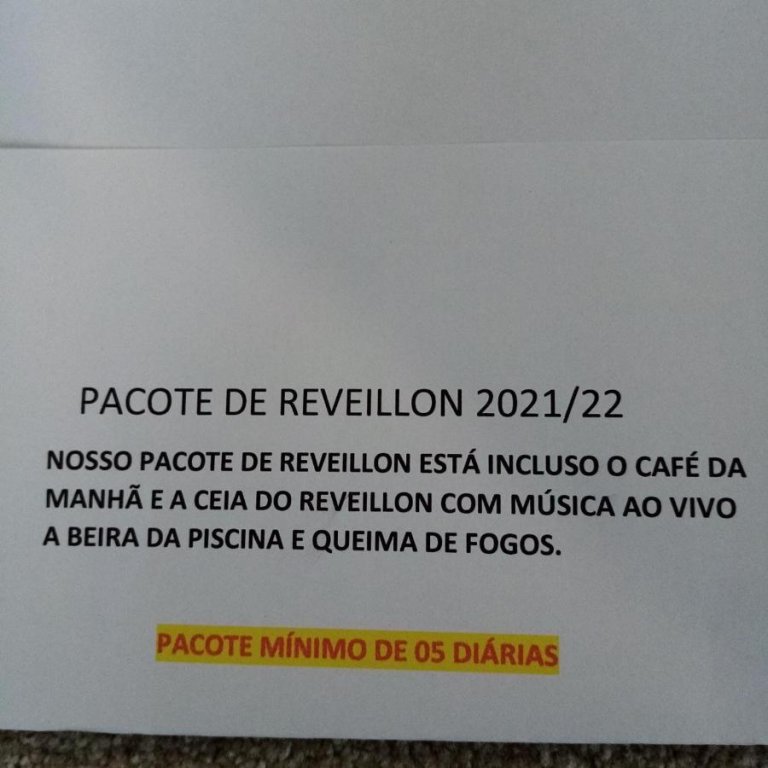 PACOTE DE REVEILLON 2021/22
NOSSO PACOTE DE REVEILLON ESTÁ INCLUSO O CAFÉ DA
MANHÃ E A CEIA DO REVEILLON COM MÚSICA AO VIVO
A BEIRA DA PISCINA E QUEIMA DE FOGOS.
PACOTE MÍNIMO DE 05 DIÁRIAS